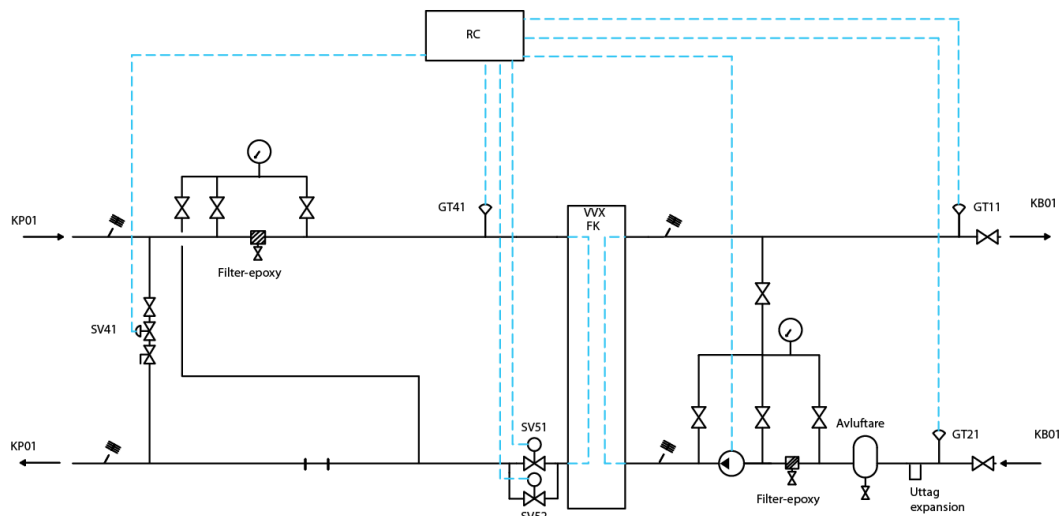 RC
GT41
VVX
FK
GT11
KP01
KB01
Filter-epoxy
SV41
Avluftare
SV51
KP01
GT21
KB01
Filter-epoxy
Uttag
expansion
SV52